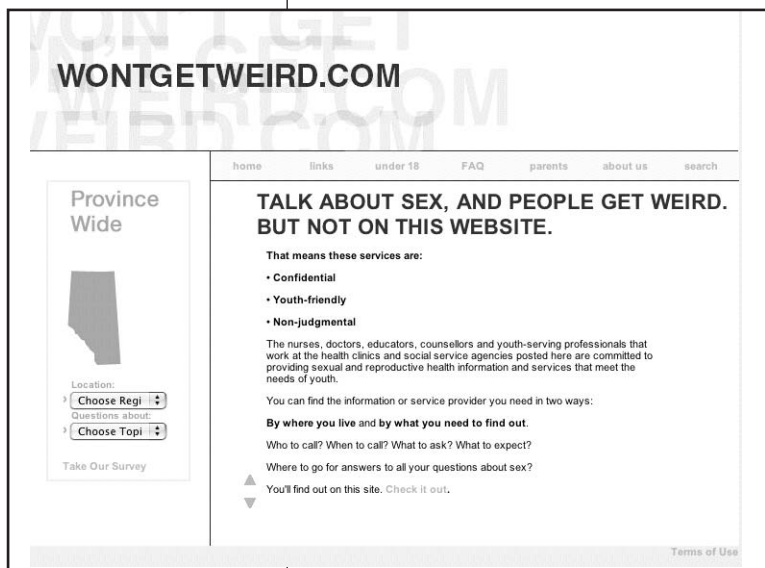 WON'T GET
WEIRD.COM
WONTGETWEIRD.COM
home links under 18 FAQ parents about us search
Province
Wide
Location:
› Choose Regi
Questions about:
› Choose Topi
Take Our Survey
TALK ABOUT SEX, AND PEOPLE GET WEIRD.
BUT NOT ON THIS WEBSITE.
That means these services are:
• Confidential
• Youth-friendly
• Non-judgmental
The nurses, doctors, educators, counsellors and youth-serving professionals that
work at the health clinics and social service agencies posted here are committed to
providing sexual and reproductive health information and services that meet the
needs of youth.
You can find the information or service provider you need in two ways:
By where you live and by what you need to find out.
Who to call? When to call? What to ask? What to expect?
Where to go for answers to all your questions about sex?
You'll find out on this site. Check it out.
Terms of Use